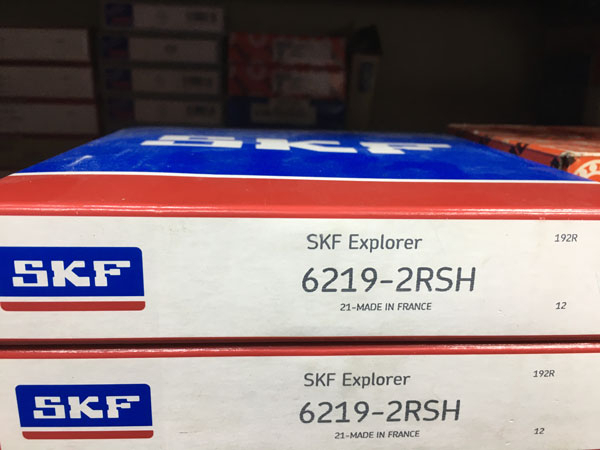 SKF
SKF Explorer
192R
SKF
6219-2RSH
21-MADE IN FRANCE
12
SKF Explorer
192R
SKF
6219-2RSH
21-MADE IN FRANCE
12